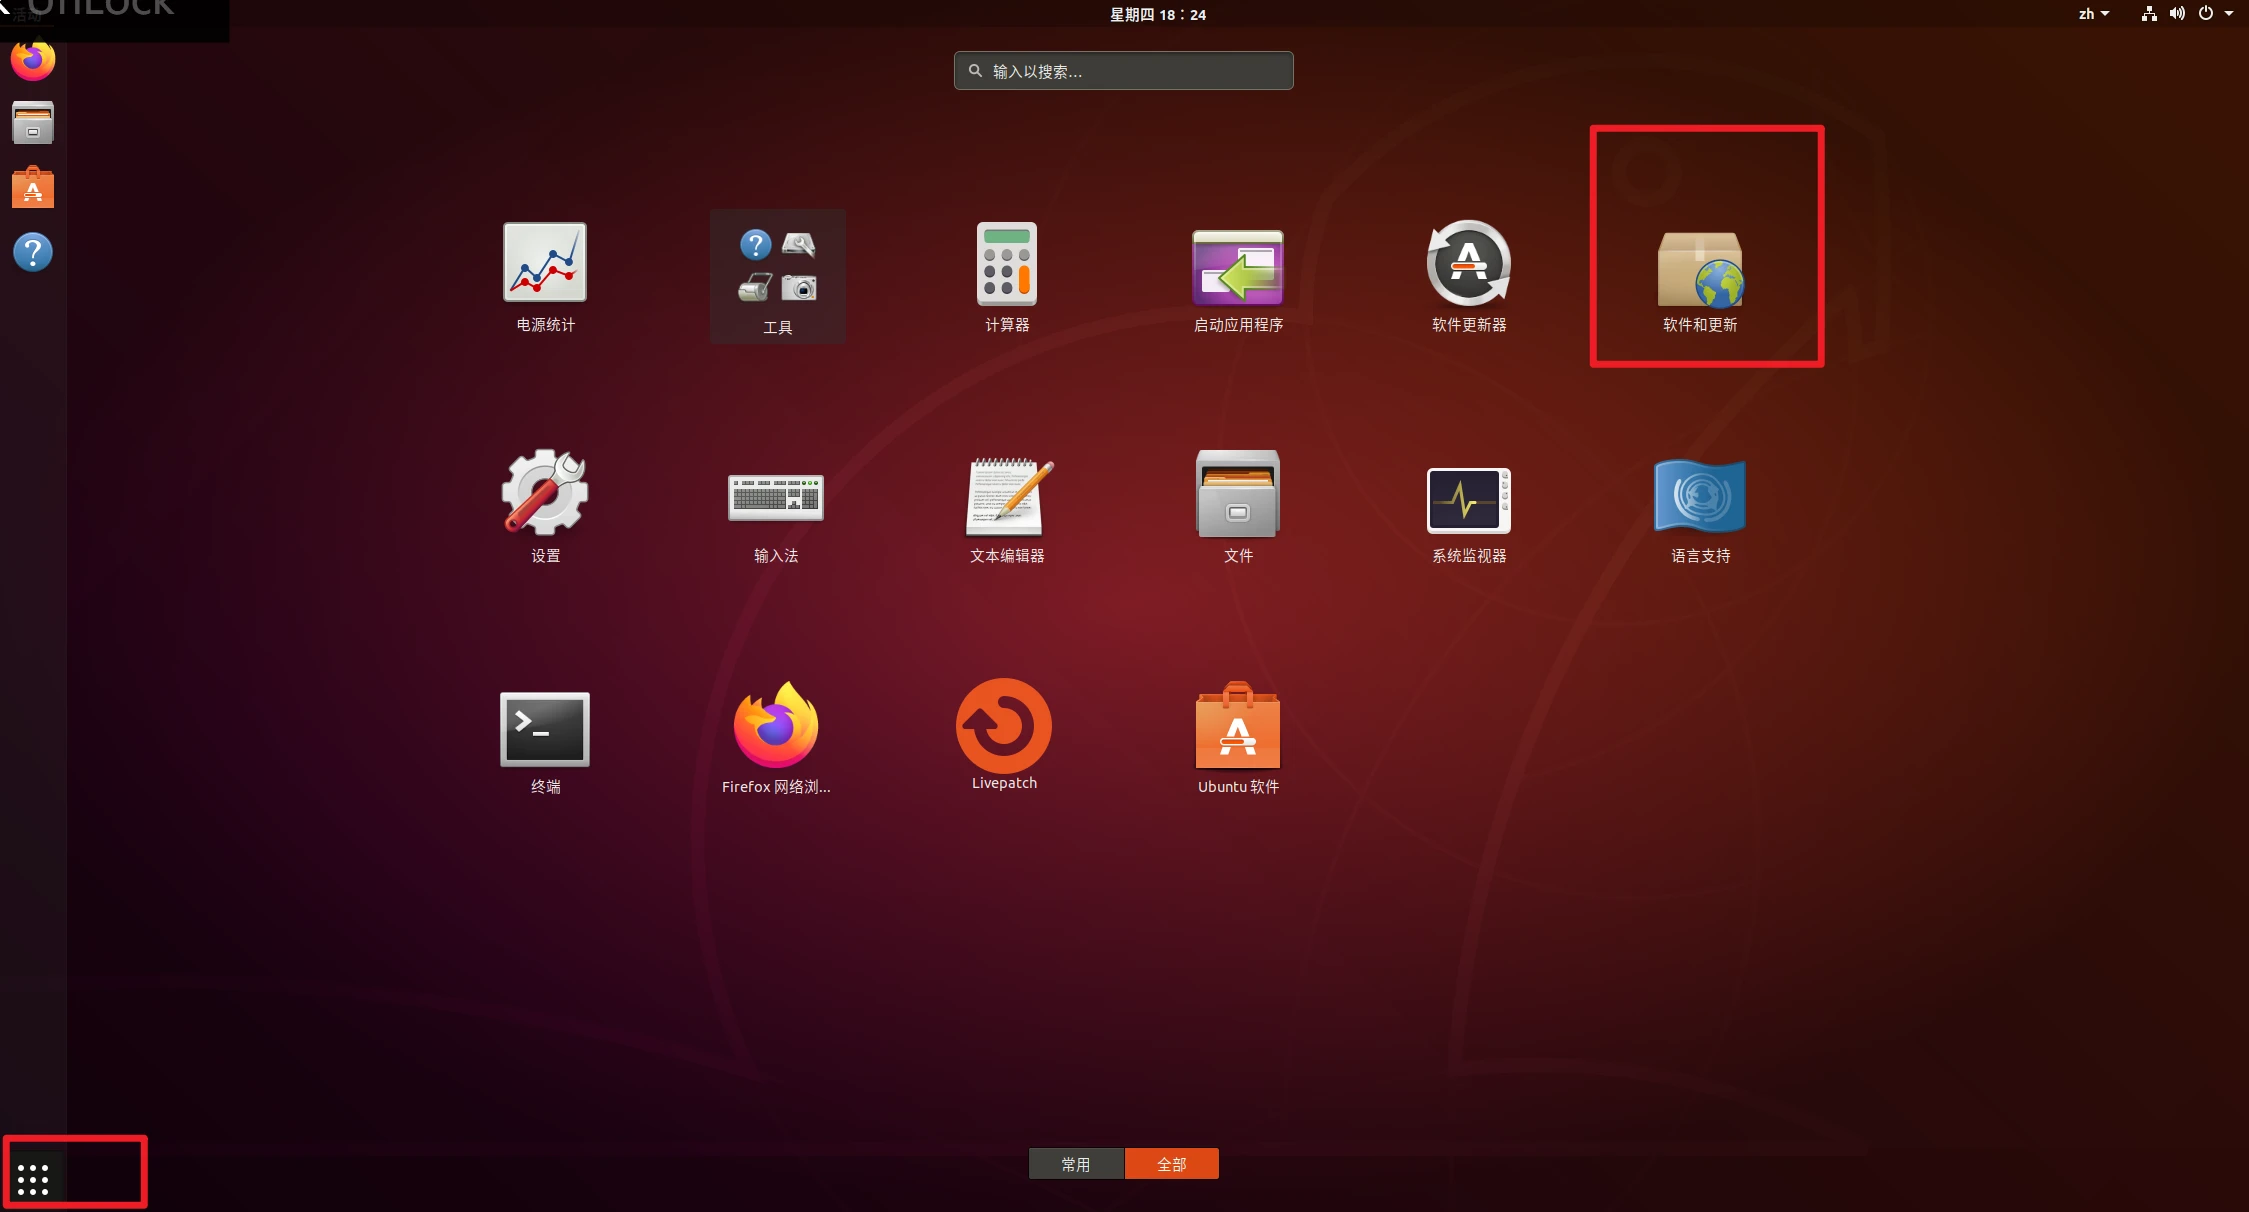 UnLock
星期四 18：24
zh
输入以搜索...
电源统计
工具
计算器
启动应用程序
软件更新器
软件和更新
设置
输入法
文本编辑器
文件
系统监视器
语言支持
终端
Firefox 网络浏...
Livepatch
Ubuntu 软件
常用
全部